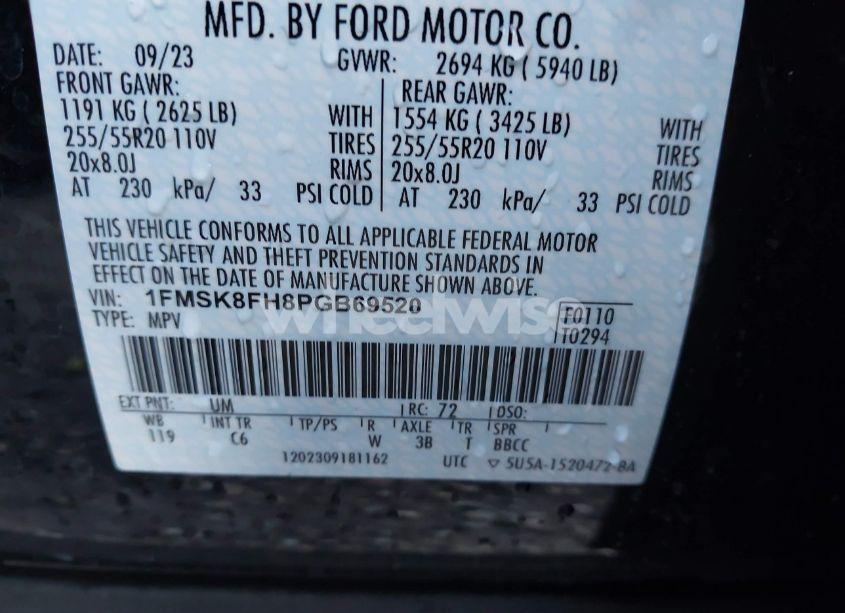 MFD. BY FORD MOTOR CO.
DATE: 09/23 GVWR: 2694 KG ( 5940 LB)
FRONT GAWR: REAR GAWR:
1191 KG ( 2625 LB) WITH 1554 KG ( 3425 LB) WITH
255/55R20 110V TIRES 255/55R20 110V TIRES
20x8.0J RIMS 20x8.0J RIMS
AT 230 kPa/ 33 PSI COLD AT 230 kPa/ 33 PSI COLD
THIS VEHICLE CONFORMS TO ALL APPLICABLE FEDERAL MOTOR
VEHICLE SAFETY AND THEFT PREVENTION STANDARDS IN
EFFECT ON THE DATE OF MANUFACTURE SHOWN ABOVE.
VIN: 1FMSK8FH8PGB69520 F0110
TYPE: MPV T0294
wheelwise
EXT PNT: UM RC: 72 DSO:
WB INT TR TP/PS R AXLE TR SPR
119 C6 W 3B T BBCC
1202309181162 UTC ▽ 5U5A-1520472-BA